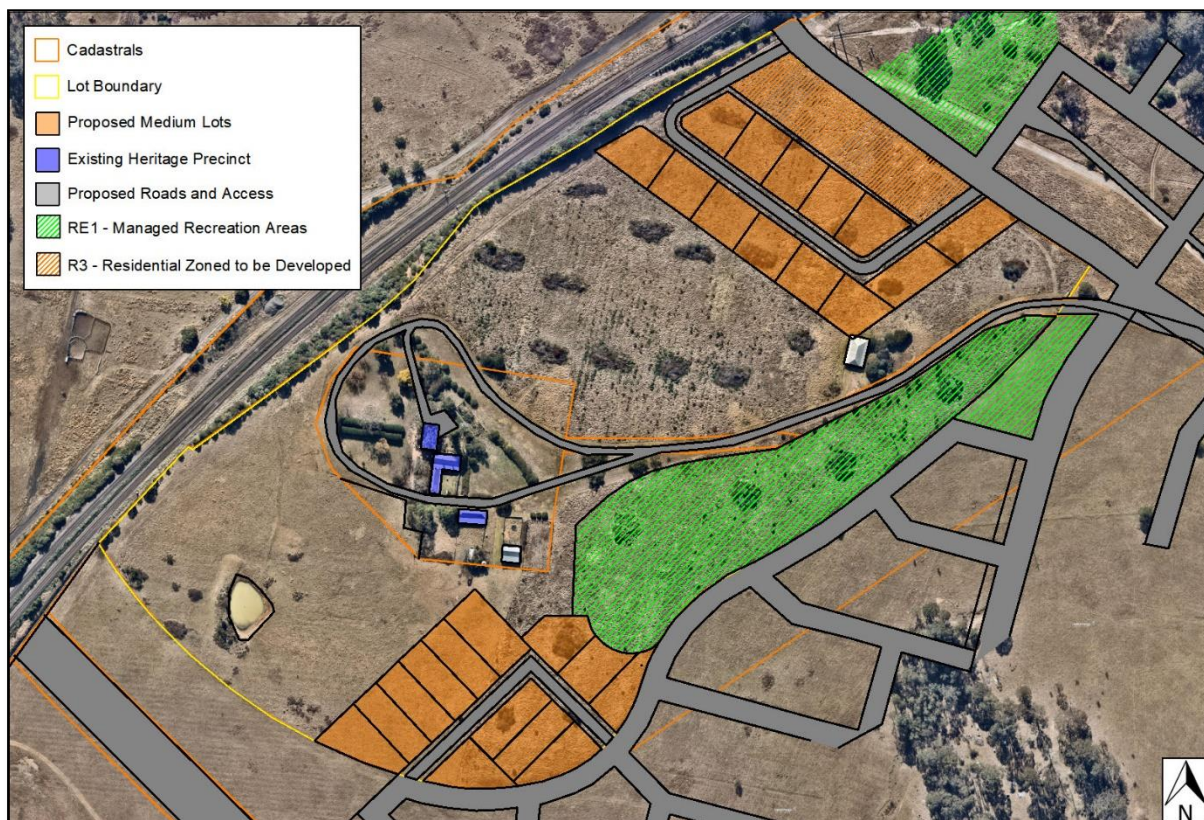 Cadastrals
Lot Boundary
Proposed Medium Lots
Existing Heritage Precinct
Proposed Roads and Access
RE1 - Managed Recreation Areas
R3 - Residential Zoned to be Developed
N